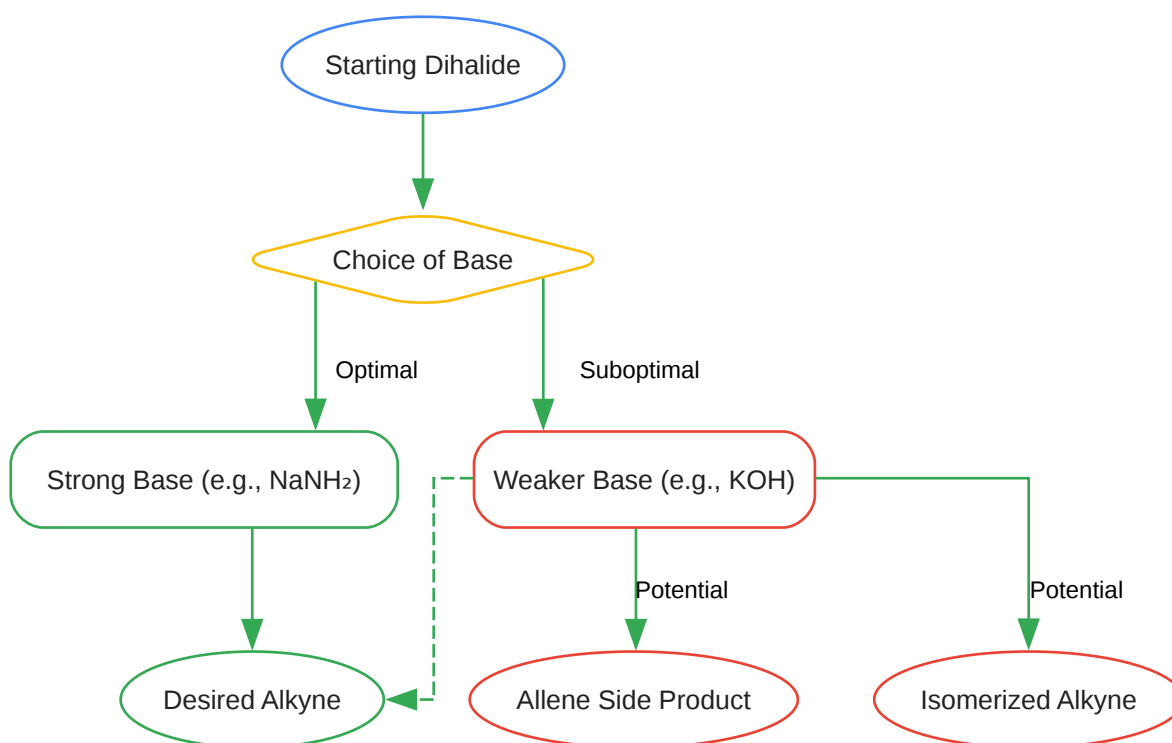 Starting Dihalide
Choice of Base
Optimal
Suboptimal
Strong Base (e.g., NaNH₂)
Weaker Base (e.g., KOH)
Potential
Potential
Desired Alkyne
Allene Side Product
Isomerized Alkyne